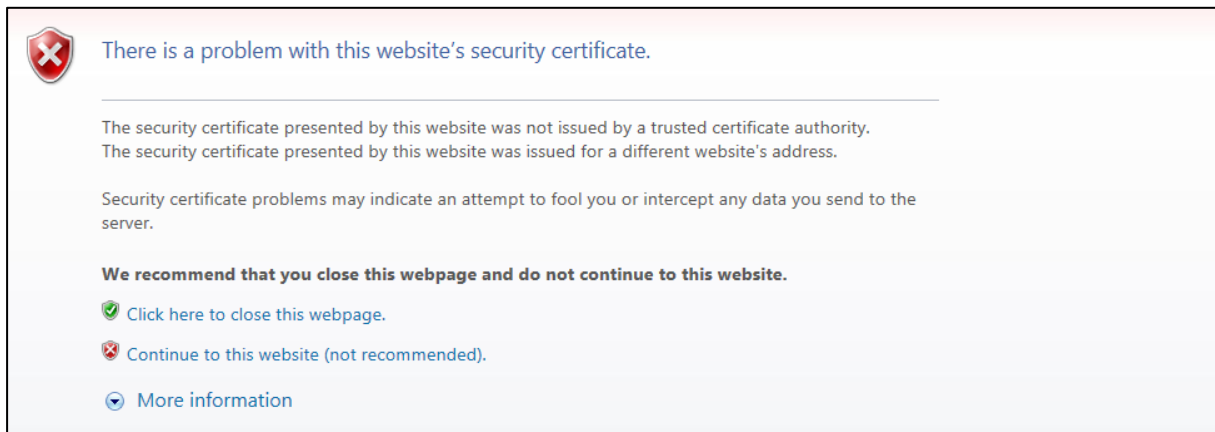 There is a problem with this website’s security certificate.
The security certificate presented by this website was not issued by a trusted certificate authority.
The security certificate presented by this website was issued for a different website’s address.
Security certificate problems may indicate an attempt to fool you or intercept any data you send to the
server.
We recommend that you close this webpage and do not continue to this website.
Click here to close this webpage.
Continue to this website (not recommended).
More information